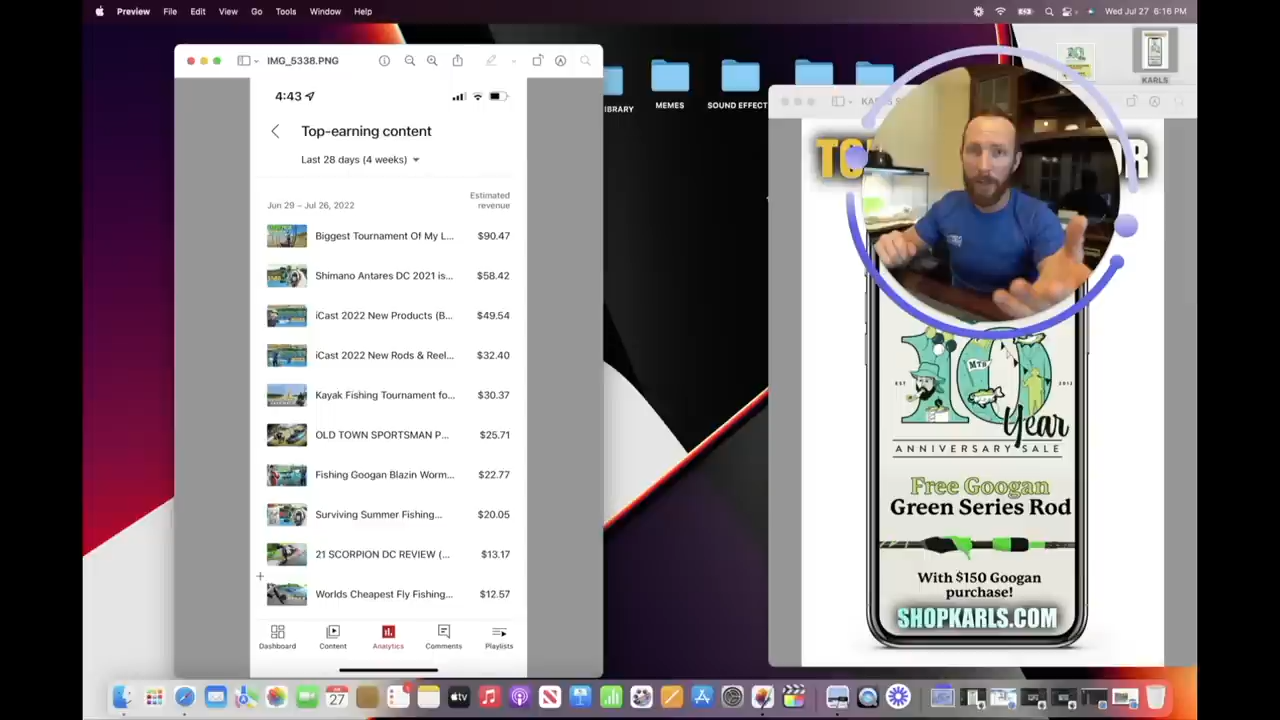 Preview File Edit View Go Tools Window Help
Wed Jul 27 6:16 PM
IMG_5338.PNG
4:43
Top-earning content
Last 28 days (4 weeks)
Jun 29 – Jul 26, 2022
Estimated
revenue
Biggest Tournament Of My L... $90.47
Shimano Antares DC 2021 is... $58.42
iCast 2022 New Products (B... $49.54
iCast 2022 New Rods & Reel... $32.40
Kayak Fishing Tournament fo... $30.37
OLD TOWN SPORTSMAN P... $25.71
Fishing Googan Blazin Worm... $22.77
Surviving Summer Fishing... $20.05
21 SCORPION DC REVIEW (... $13.17
Worlds Cheapest Fly Fishing... $12.57
Dashboard Content Analytics Comments Playlists
IBRARY
MEMES
SOUND EFFECT
KARLS
10
MTB
EST
Year
ANNIVERSARY SALE
Free Googan
Green Series Rod
With $150 Googan
purchase!
SHOPKARLS.COM
JUL
27